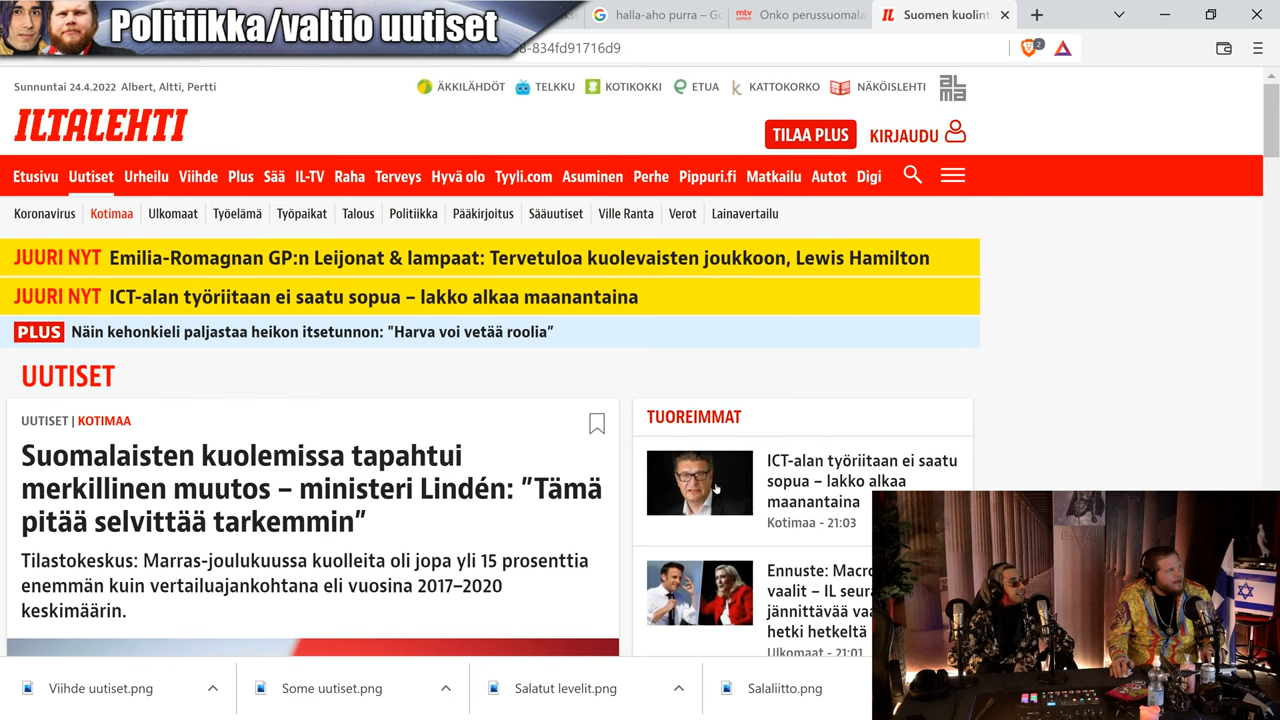 Politiikka/valtio uutiset
halla-aho purra – Go
mtv uutiset
Onko perussuomala
Suomen kuolint
-834fd91716d9
2
Sunnuntai 24.4.2022 Albert, Altti, Pertti
ÄKKILÄHDÖT
TELKKU
KOTIKOKKI
ETUA
KATTOKORKO
NÄKÖISLEHTI
ALMA
ILTALEHTI
TILAA PLUS
KIRJAUDU
Etusivu Uutiset Urheilu Viihde Plus Sää IL-TV Raha Terveys Hyvä olo Tyyli.com Asuminen Perhe Pippuri.fi Matkailu Autot Digi
Koronavirus Kotimaa Ulkomaat Työelämä Työpaikat Talous Politiikka Pääkirjoitus Sääuutiset Ville Ranta Verot Lainavertailu
JUURI NYT Emilia-Romagnan GP:n Leijonat & lampaat: Tervetuloa kuolevaisten joukkoon, Lewis Hamilton
JUURI NYT ICT-alan työriitaan ei saatu sopua – lakko alkaa maanantaina
PLUS Näin kehonkieli paljastaa heikon itsetunnon: "Harva voi vetää roolia”
UUTISET
UUTISET | KOTIMAA
Suomalaisten kuolemissa tapahtui
merkillinen muutos – ministeri Lindén: ”Tämä
pitää selvittää tarkemmin”
Tilastokeskus: Marras-joulukuussa kuolleita oli jopa yli 15 prosenttia
enemmän kuin vertailuajankohtana eli vuosina 2017–2020
keskimäärin.
TUOREIMMAT
ICT-alan työriitaan ei saatu
sopua – lakko alkaa
maanantaina
Kotimaa - 21:03
Ennuste: Macro
vaalit – IL seura
jännittävää vaa
hetki hetkeltä
Ulkomaat - 21:01
Viihde uutiset.png
Some uutiset.png
Salatut levelit.png
Salaliitto.png